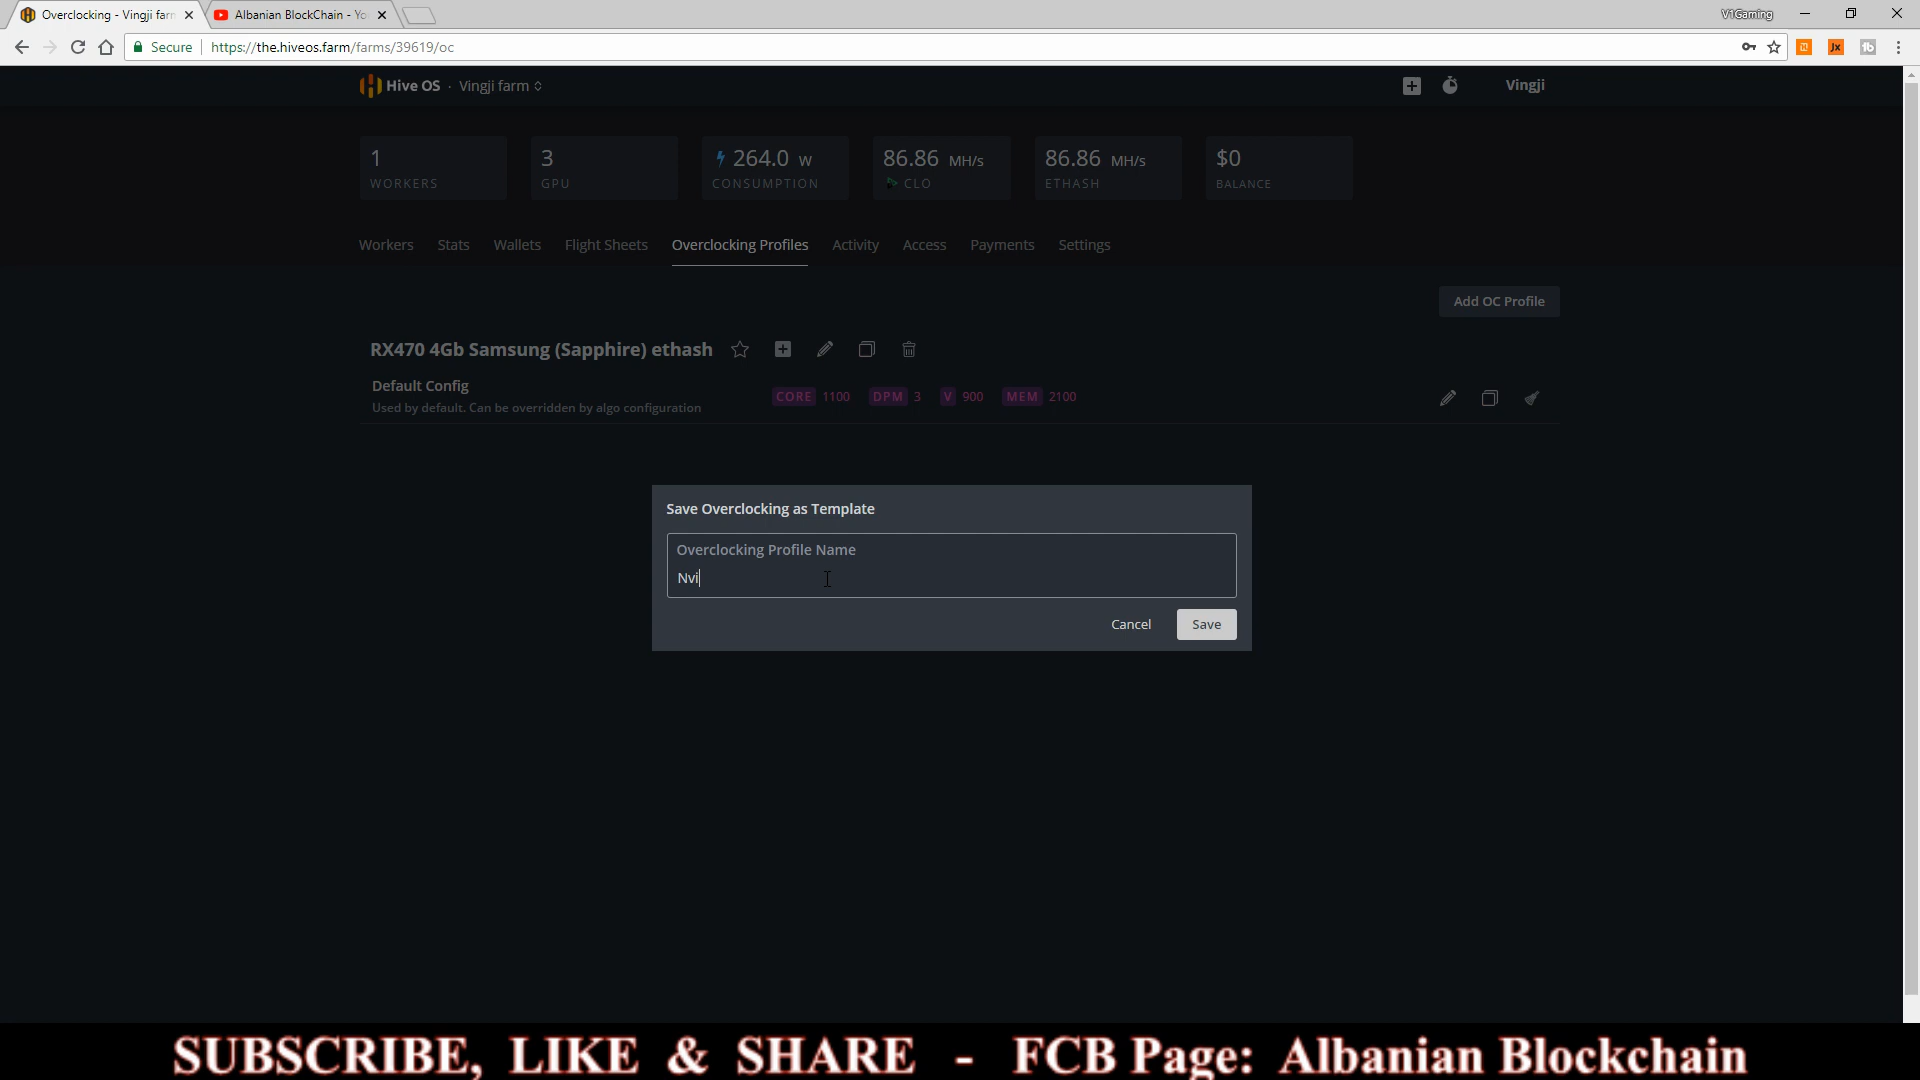 Overclocking - Vingji farm
Albanian BlockChain - Yo
V1Gaming
Secure
https://the.hiveos.farm/farms/39619/oc
Jx
tb
Hive OS · Vingji farm
Vingji
1
WORKERS
3
GPU
264.0 W
CONSUMPTION
86.86 MH/s
CLO
86.86 MH/s
ETHASH
$0
BALANCE
Workers Stats Wallets Flight Sheets Overclocking Profiles Activity Access Payments Settings
Add OC Profile
RX470 4Gb Samsung (Sapphire) ethash
Default Config
Used by default. Can be overridden by algo configuration
CORE 1100 DPM 3 V 900 MEM 2100
Save Overclocking as Template
Overclocking Profile Name
Nvi
Cancel Save
SUBSCRIBE, LIKE & SHARE - FCB Page: Albanian Blockchain